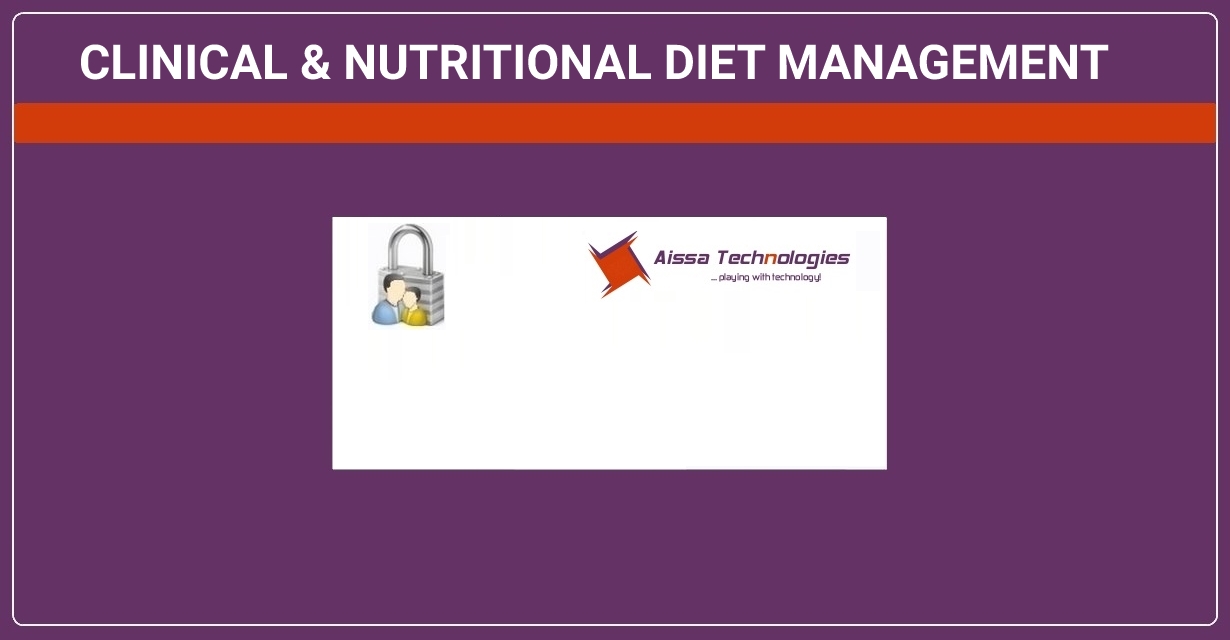 CLINICAL & NUTRITIONAL DIET MANAGEMENT
Aissa Technologies
... playing with technology!